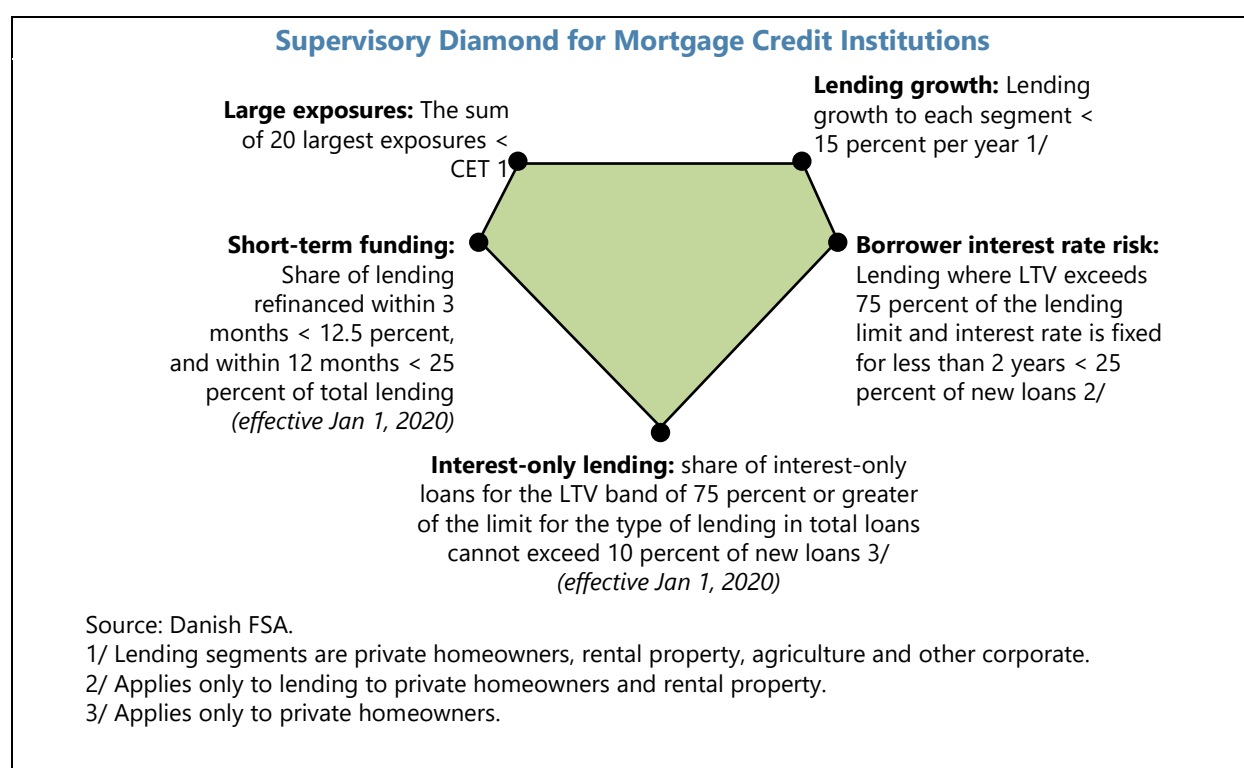 Supervisory Diamond for Mortgage Credit Institutions
Large exposures: The sum
of 20 largest exposures <
CET 1
Lending growth: Lending
growth to each segment <
15 percent per year 1/
Short-term funding:
Share of lending
refinanced within 3
months < 12.5 percent,
and within 12 months < 25
percent of total lending
(effective Jan 1, 2020)
Borrower interest rate risk:
Lending where LTV exceeds
75 percent of the lending
limit and interest rate is fixed
for less than 2 years < 25
percent of new loans 2/
Interest-only lending: share of interest-only
loans for the LTV band of 75 percent or greater
of the limit for the type of lending in total loans
cannot exceed 10 percent of new loans 3/
(effective Jan 1, 2020)
Source: Danish FSA.
1/ Lending segments are private homeowners, rental property, agriculture and other corporate.
2/ Applies only to lending to private homeowners and rental property.
3/ Applies only to private homeowners.